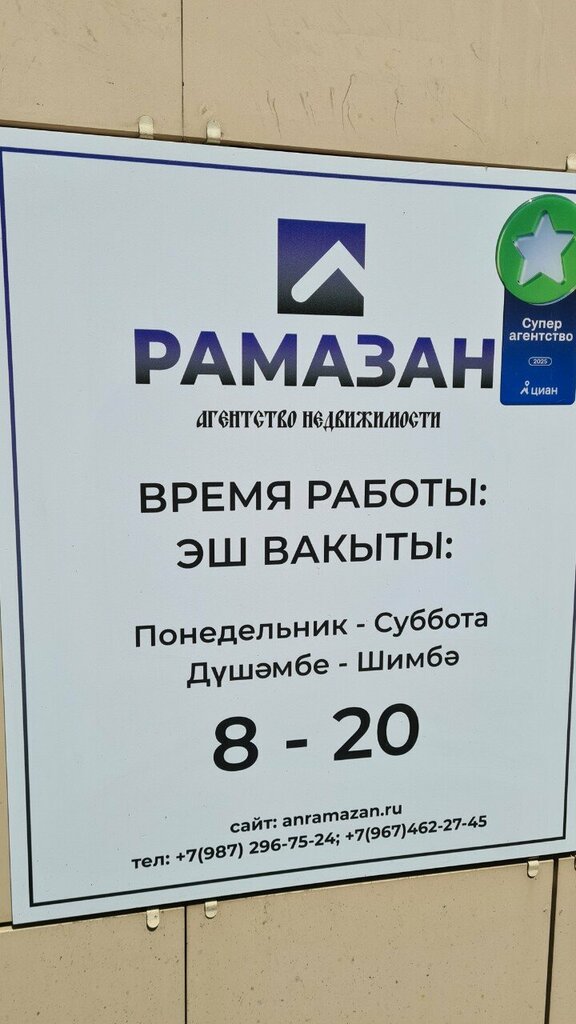 РАМАЗАН
агентство недвижимости
Супер
агентство
2025
циан
ВРЕМЯ РАБОТЫ:
ЭШ ВАКЫТЫ:
Понедельник - Суббота
Дүшәмбе - Шимбә
8 - 20
сайт: anramazan.ru
тел: +7(987) 296-75-24; +7(967)462-27-45